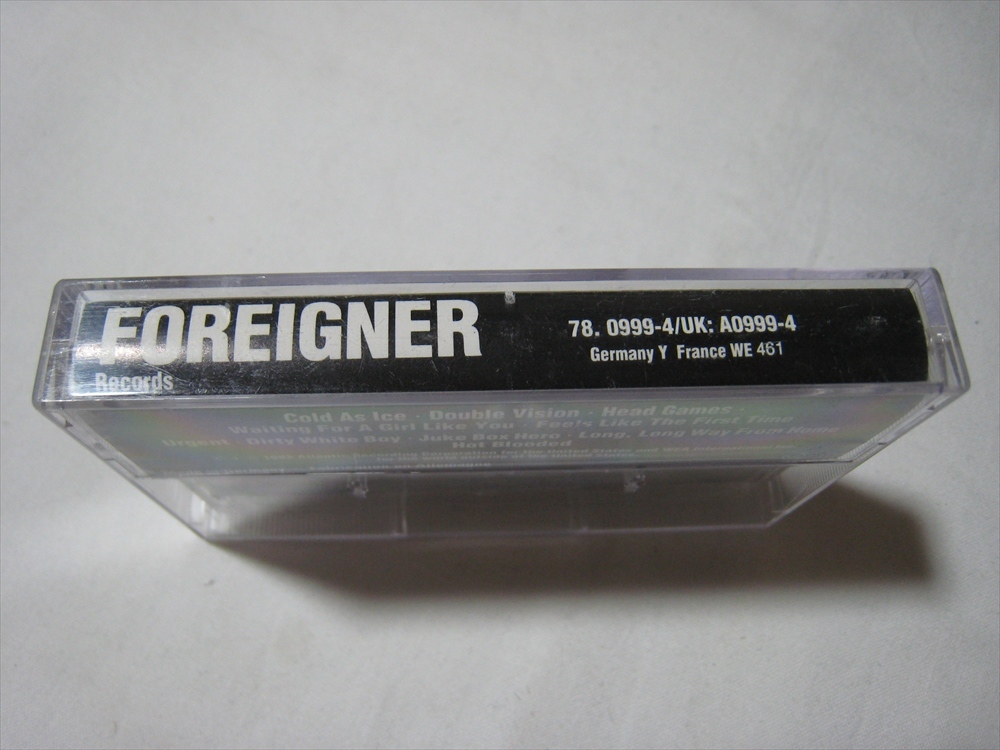 FOREIGNER
Records
78. 0999-4/UK: A0999-4
Germany Y France WE 461
Cold As Ice · Double Vision · Head Games ·
Waiting For A Girl Like You · Feels Like The First Time
Urgent · Dirty White Boy · Juke Box Hero · Long, Long Way From Home
Hot Blooded